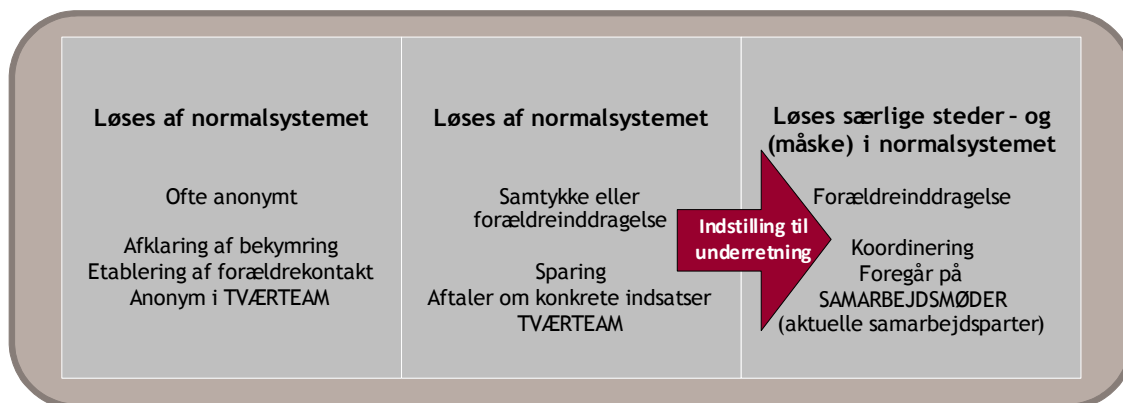 Løses af normalsystemet
Ofte anonymt
Afklaring af bekymring
Etablering af forældrekontakt
Anonym i TVÆRTEAM
Løses af normalsystemet
Samtykke eller
forældreinddragelse
Sparing
Aftaler om konkrete indsatser
TVÆRTEAM
Indstilling til
underretning
Løses særlige steder – og
(måske) i normalsystemet
Forældreinddragelse
Koordinering
Foregår på
SAMARBEJDSMØDER
(aktuelle samarbejdsparter)